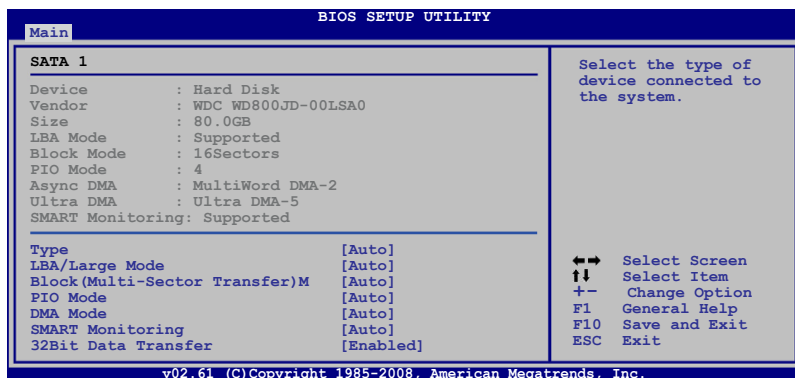 BIOS SETUP UTILITY
Main
SATA 1
Device : Hard Disk
Vendor : WDC WD800JD-00LSA0
Size : 80.0GB
LBA Mode : Supported
Block Mode : 16Sectors
PIO Mode : 4
Async DMA : MultiWord DMA-2
Ultra DMA : Ultra DMA-5
SMART Monitoring: Supported
Type [Auto]
LBA/Large Mode [Auto]
Block(Multi-Sector Transfer)M [Auto]
PIO Mode [Auto]
DMA Mode [Auto]
SMART Monitoring [Auto]
32Bit Data Transfer [Enabled]
Select the type of
device connected to
the system.
←→ Select Screen
↑↓ Select Item
+- Change Option
F1 General Help
F10 Save and Exit
ESC Exit
v02.61 (C)Copyright 1985-2008, American Megatrends, Inc.